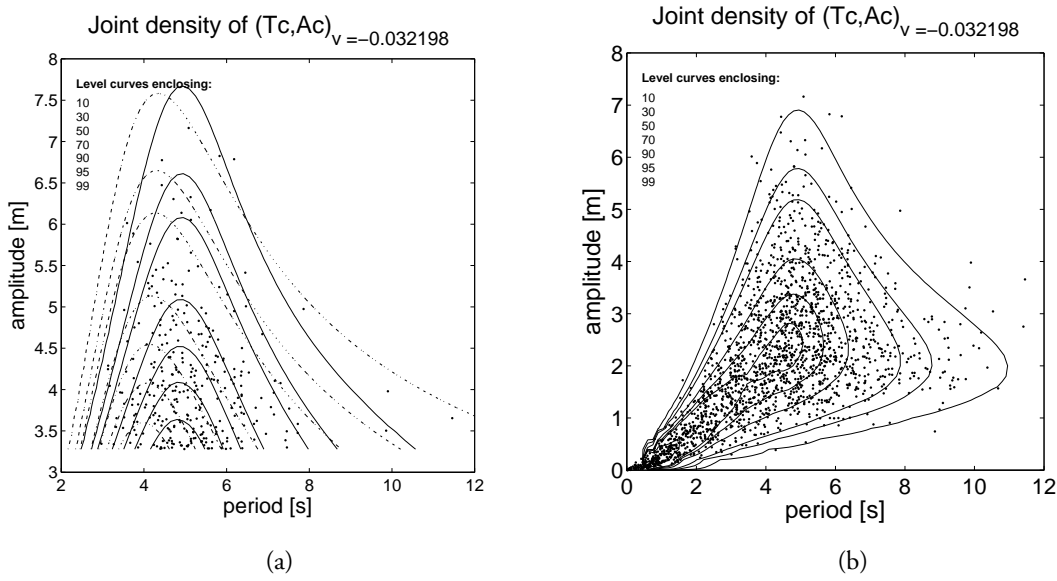 Joint density of (Tc,Ac)v =−0.032198
Level curves enclosing:
10
30
50
70
90
95
99
8
7.5
7
6.5
6
5.5
5
4.5
4
3.5
3
amplitude [m]
2 4 6 8 10 12
period [s]
(a)
Joint density of (Tc,Ac)v =−0.032198
Level curves enclosing:
10
30
50
70
90
95
99
8
7
6
5
4
3
2
1
0
amplitude [m]
0 2 4 6 8 10 12
period [s]
(b)